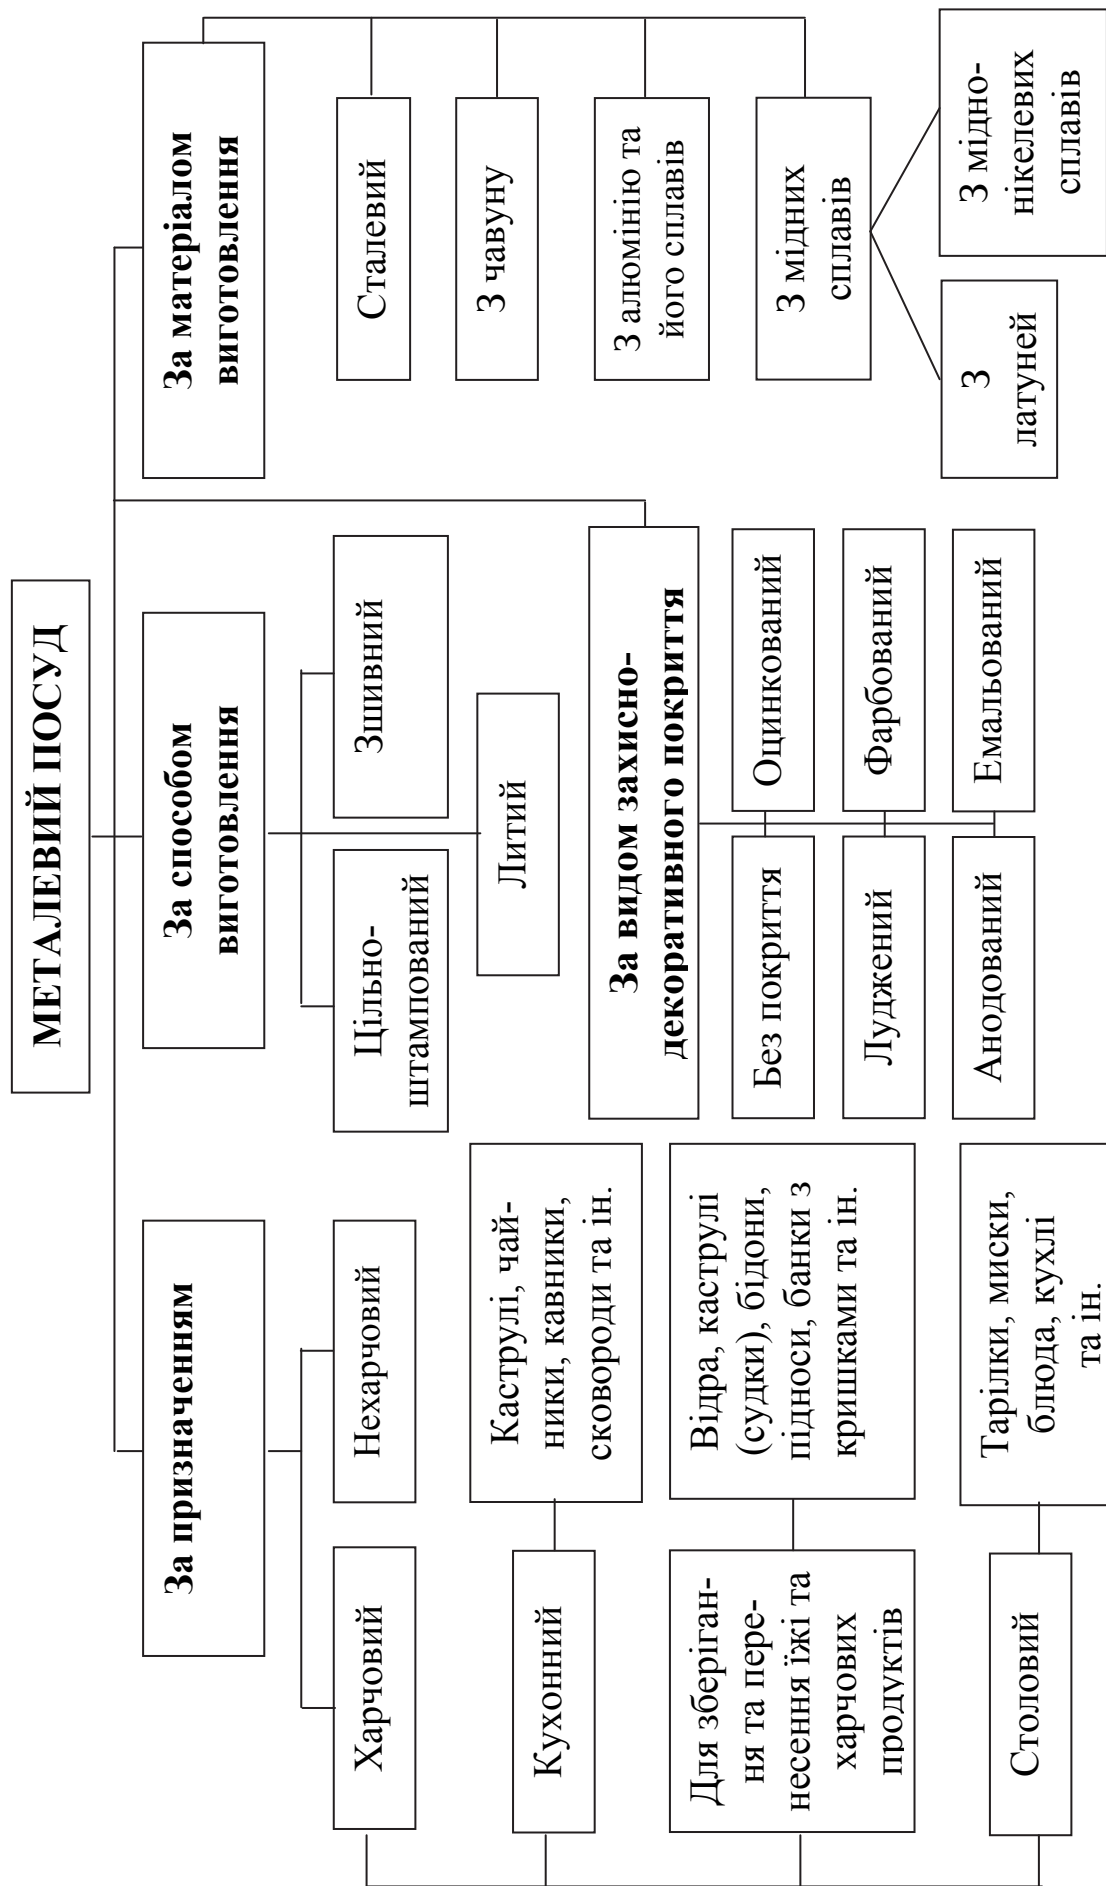 МЕТАЛЕВИЙ ПОСУД
За призначенням
Харчовий
Нехарчовий
Кухонний
Каструлі, чай-
ники, кавники,
сковороди та ін.
Для зберіган-
ня та пере-
несення їжі та
харчових
продуктів
Відра, каструлі
(судки), бідони,
підноси, банки з
кришками та ін.
Столовий
Тарілки, миски,
блюда, кухлі
та ін.
За способом
виготовлення
Цільно-
штампований
Зшивний
Литий
За видом захисно-
декоративного покриття
Без покриття
Оцинкований
Луджений
Фарбований
Анодований
Емальований
За матеріалом
виготовлення
Сталевий
З чавуну
З алюмінію та
його сплавів
З мідних
сплавів
З
латуней
З мідно-
нікелевих
сплавів